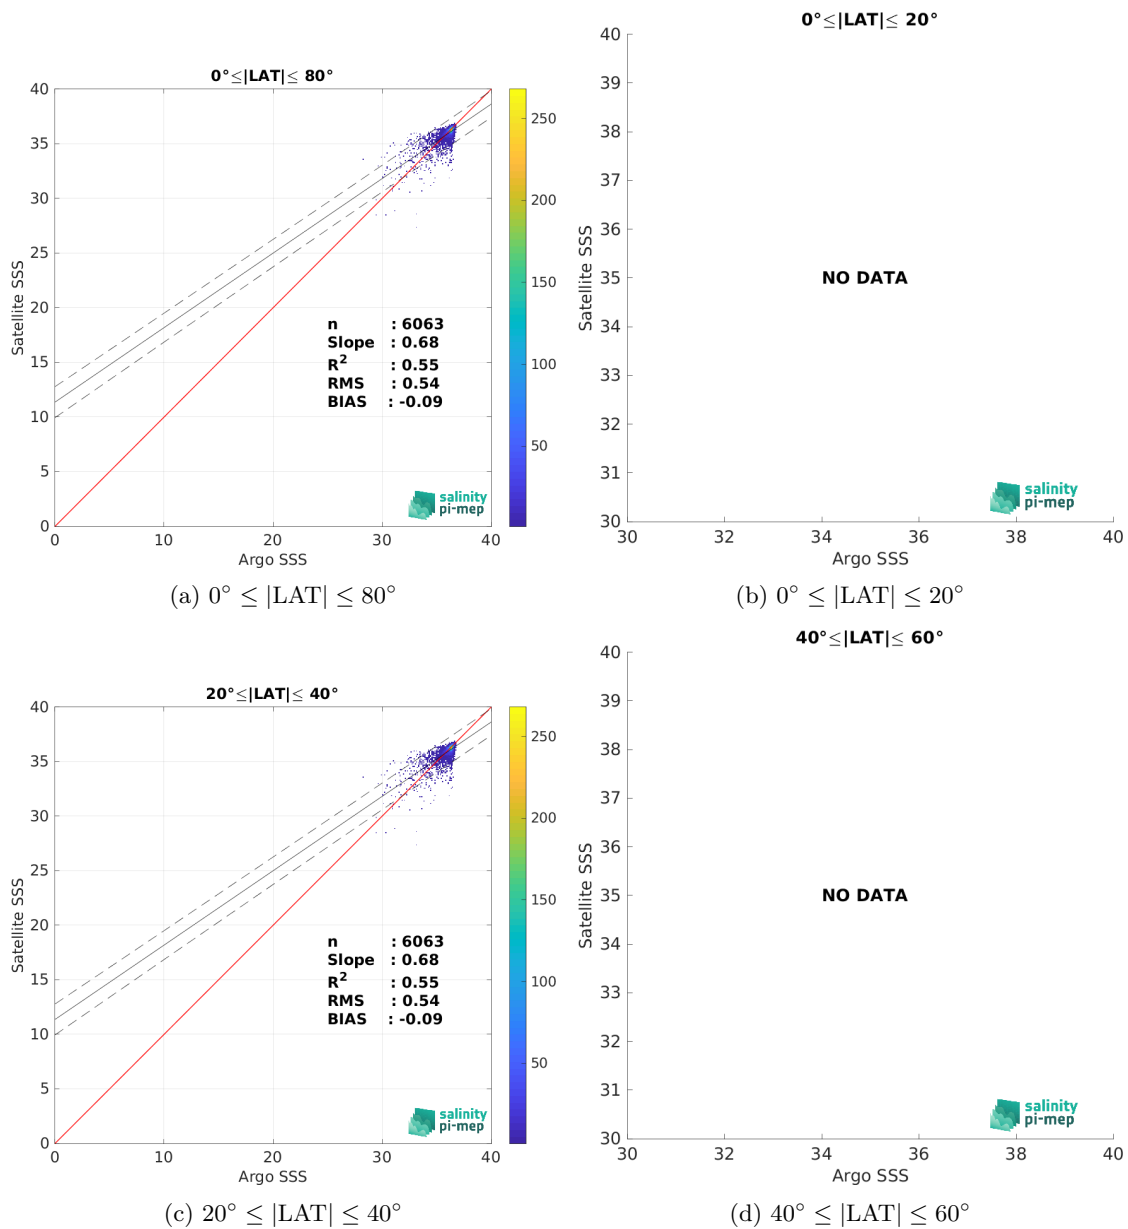 0°≤|LAT|≤ 80°
40
35
30
25
20
15
10
5
0
0
10
20
30
40
Satellite SSS
Argo SSS
n : 6063
Slope : 0.68
R² : 0.55
RMS : 0.54
BIAS : -0.09
250
200
150
100
50
salinity
pi-mep
(a) 0° ≤ |LAT| ≤ 80°
0°≤|LAT|≤ 20°
40
39
38
37
36
35
34
33
32
31
30
30
32
34
36
38
40
Satellite SSS
Argo SSS
NO DATA
salinity
pi-mep
(b) 0° ≤ |LAT| ≤ 20°
20°≤|LAT|≤ 40°
40
35
30
25
20
15
10
5
0
0
10
20
30
40
Satellite SSS
Argo SSS
n : 6063
Slope : 0.68
R² : 0.55
RMS : 0.54
BIAS : -0.09
250
200
150
100
50
salinity
pi-mep
(c) 20° ≤ |LAT| ≤ 40°
40°≤|LAT|≤ 60°
40
39
38
37
36
35
34
33
32
31
30
30
32
34
36
38
40
Satellite SSS
Argo SSS
NO DATA
salinity
pi-mep
(d) 40° ≤ |LAT| ≤ 60°